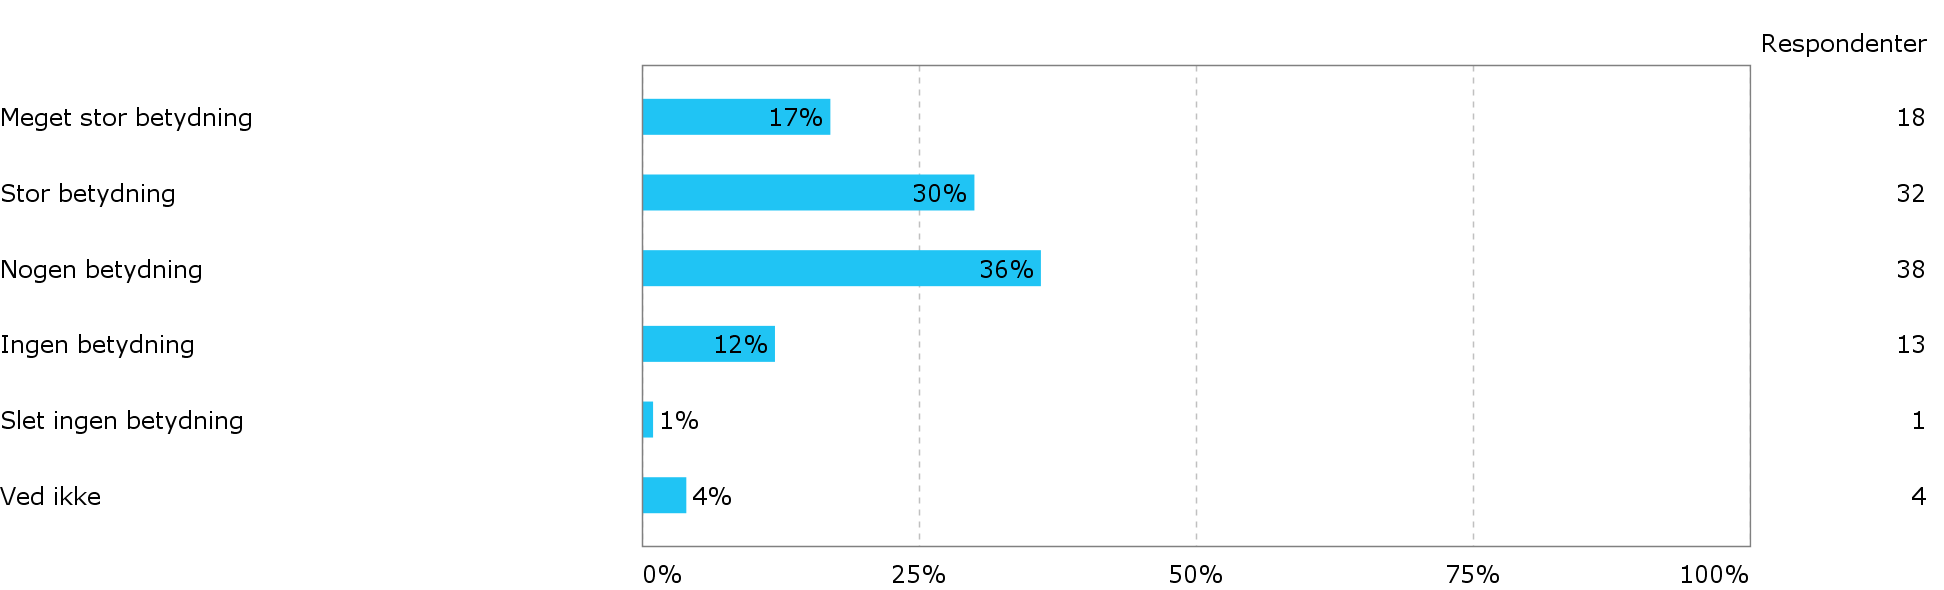 Respondenter
Meget stor betydning 17% 18
Stor betydning 30% 32
Nogen betydning 36% 38
Ingen betydning 12% 13
Slet ingen betydning 1% 1
Ved ikke 4% 4
0% 25% 50% 75% 100%